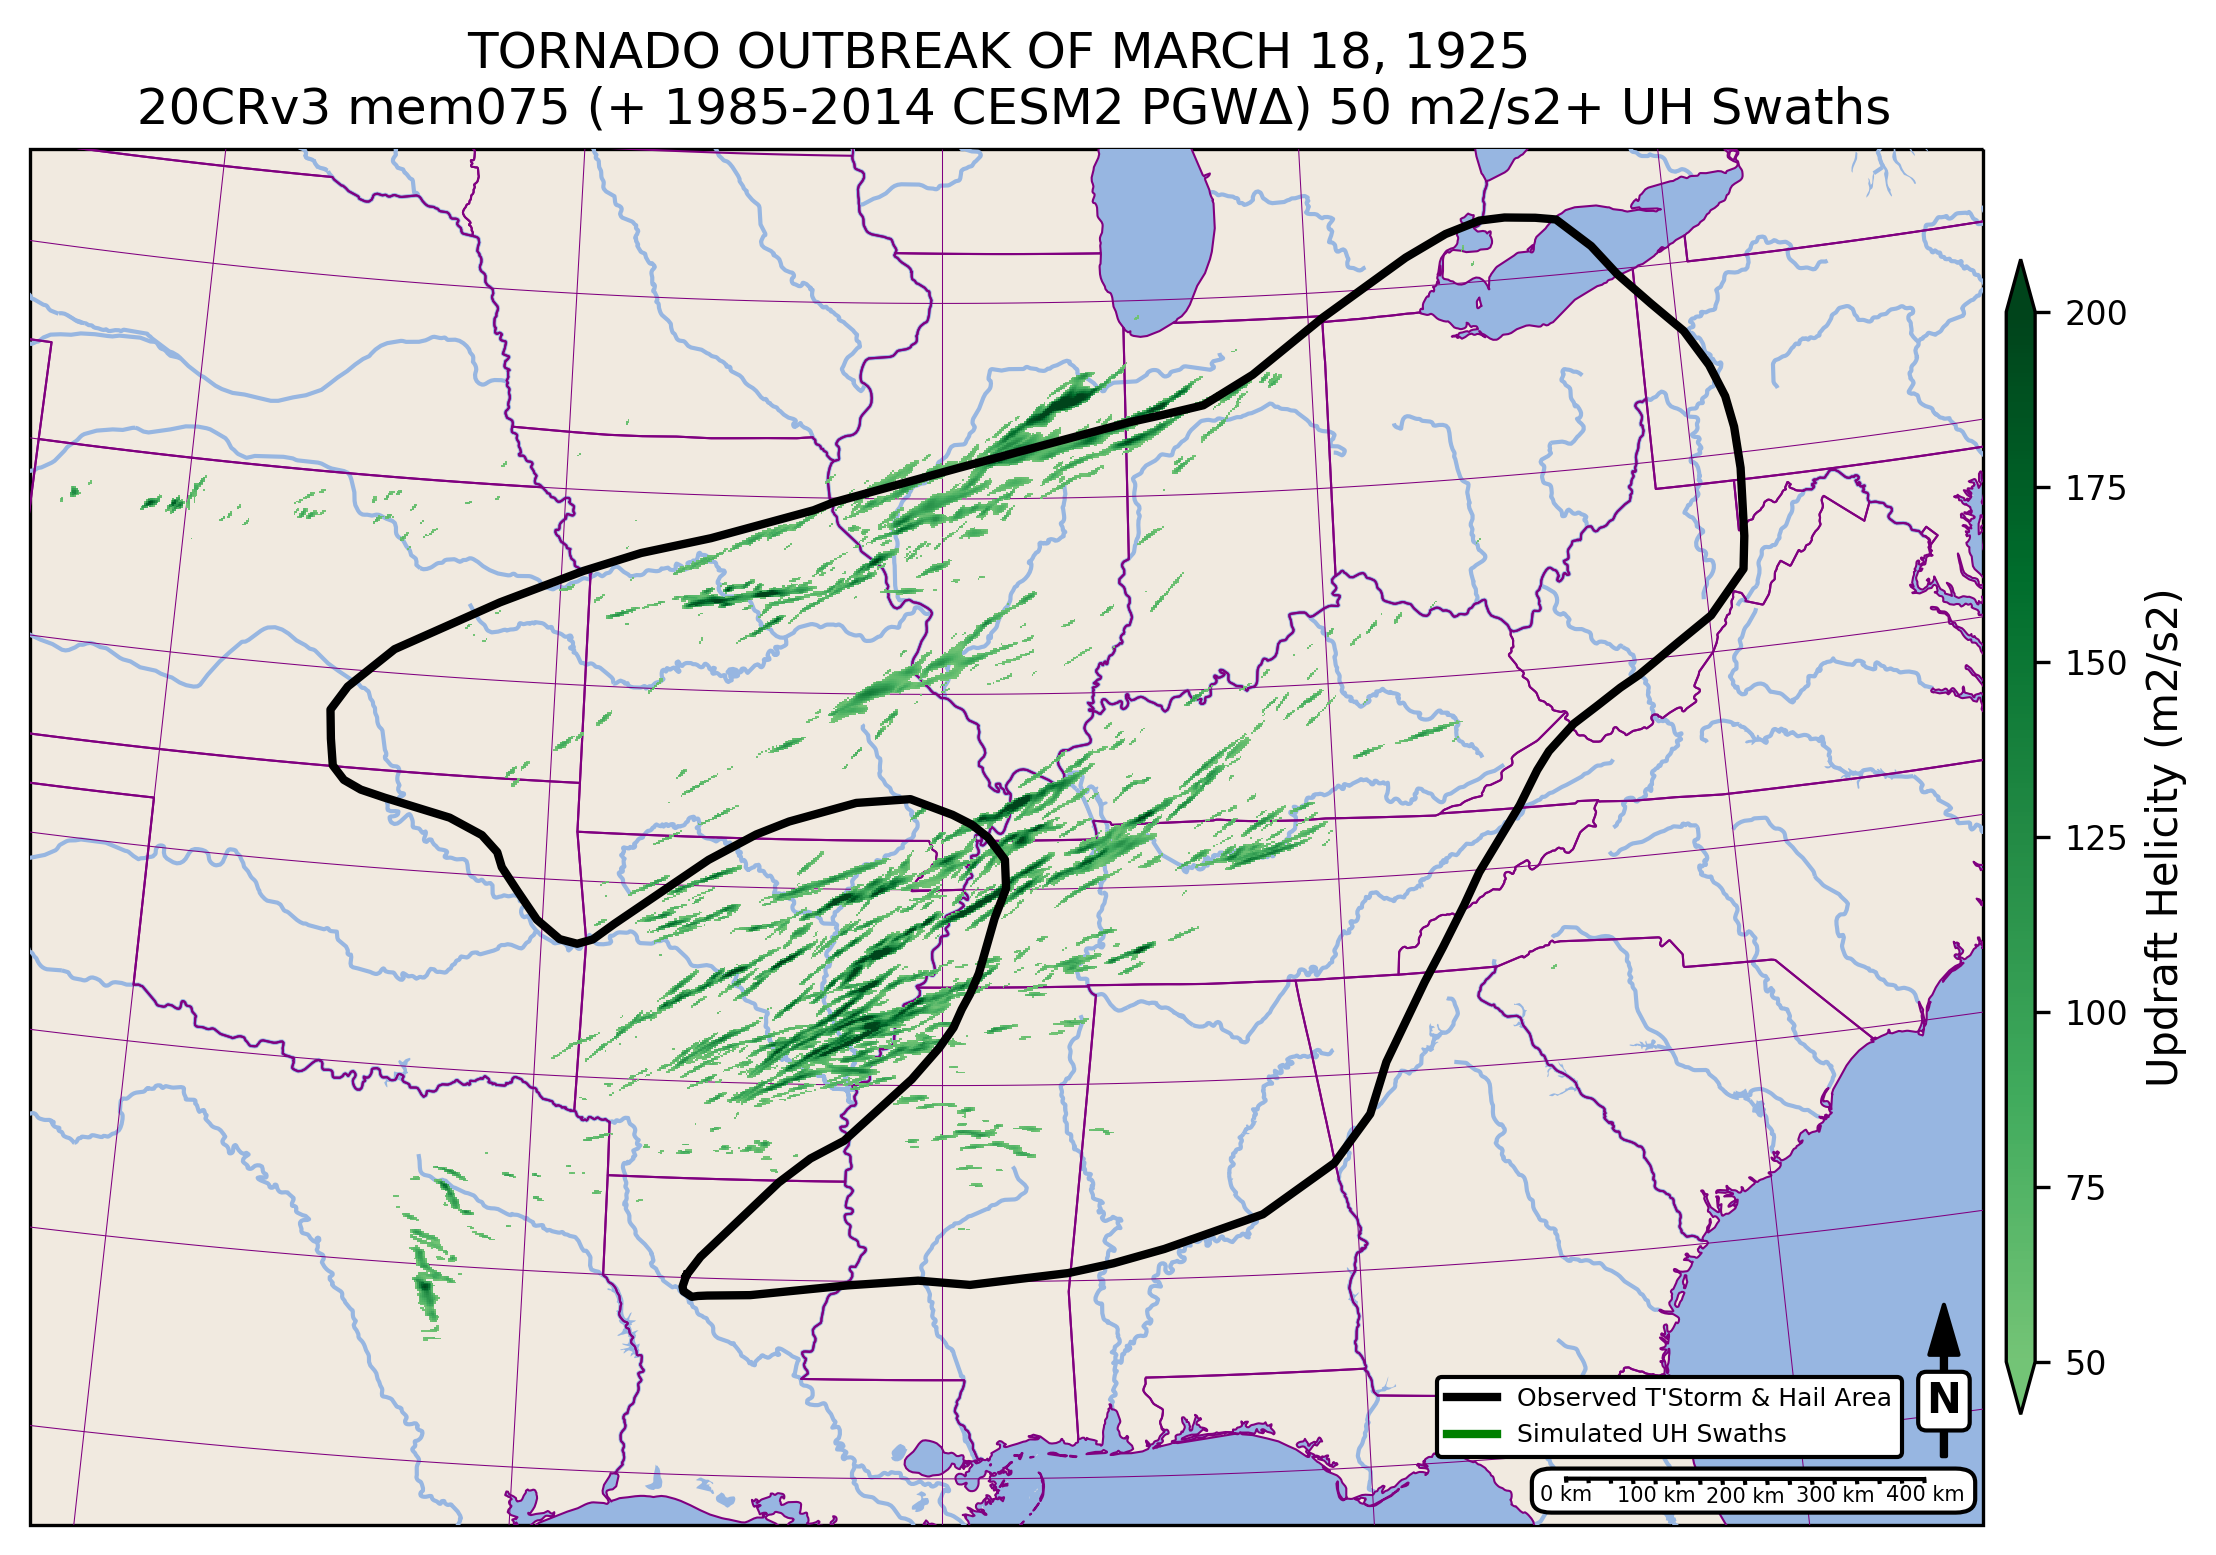 TORNADO OUTBREAK OF MARCH 18, 1925
20CRv3 mem075 (+ 1985-2014 CESM2 PGWΔ) 50 m2/s2+ UH Swaths
200
175
150
125
100
75
50
Updraft Helicity (m2/s2)
Observed T'Storm & Hail Area
Simulated UH Swaths
N
0 km 100 km 200 km 300 km 400 km